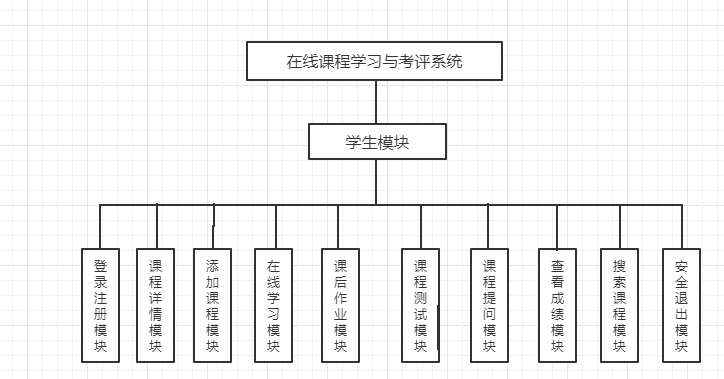 在线课程学习与考评系统
学生模块
登录注册模块
课程详情模块
添加课程模块
在线学习模块
课后作业模块
课程测试模块
课程提问模块
查看成绩模块
搜索课程模块
安全退出模块